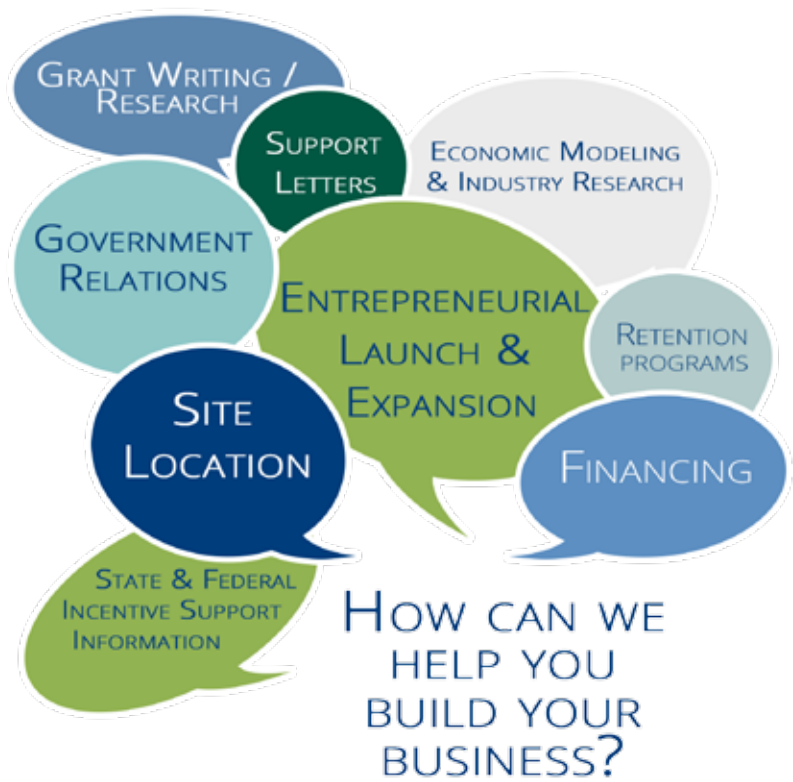 Grant Writing /
Research
Support
Letters
Economic Modeling
& Industry Research
Government
Relations
Entrepreneurial
Launch &
Expansion
Retention
programs
Site
Location
Financing
State & Federal
Incentive Support
Information
How can we
help you
build your
business?